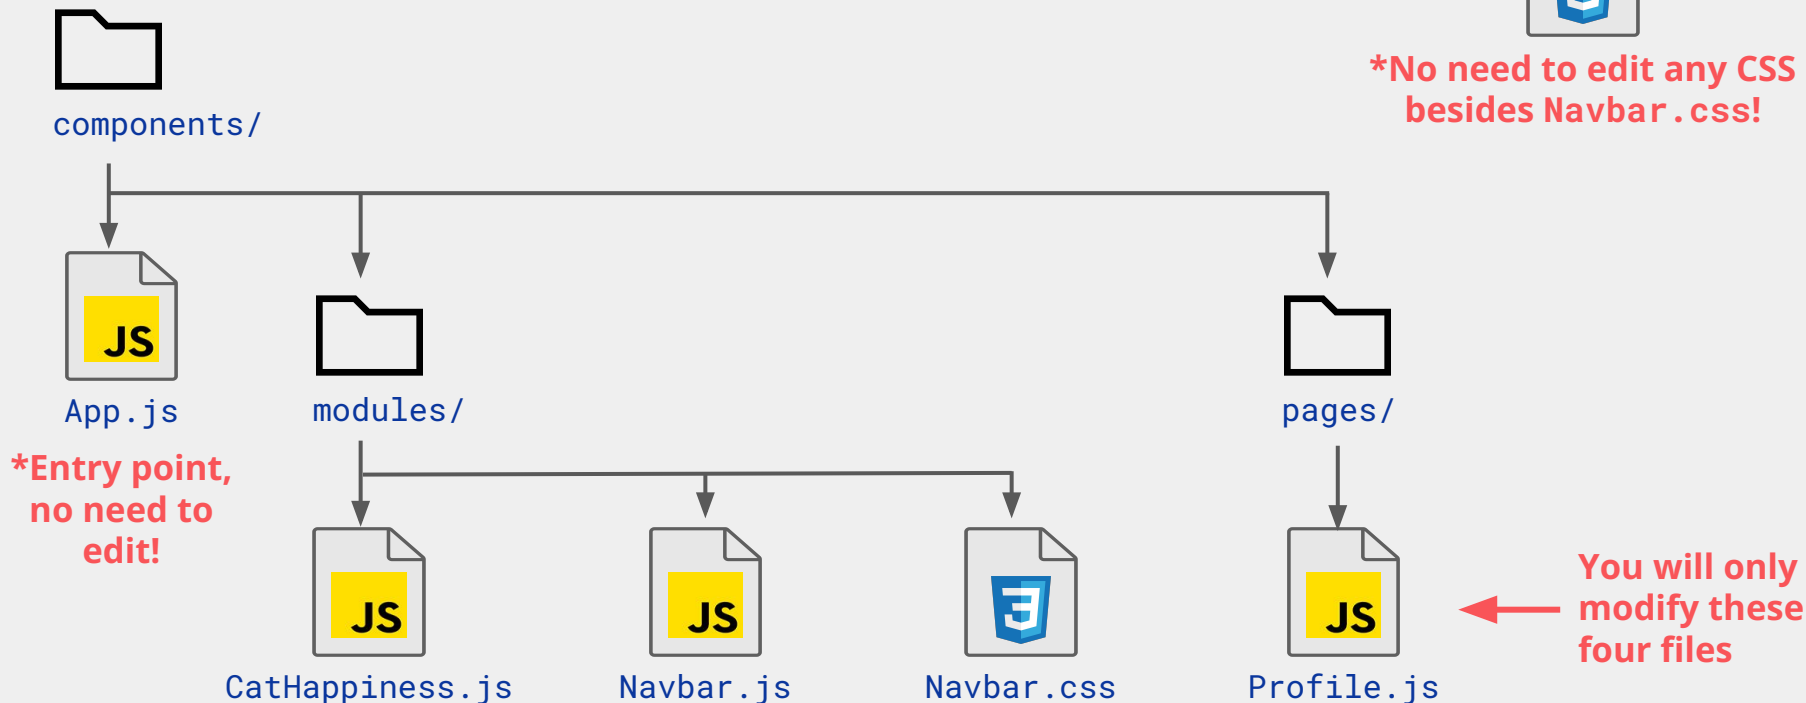 *No need to edit any CSS
besides Navbar.css!
components/
JS
App.js
*Entry point,
no need to
edit!
modules/
pages/
JS
CatHappiness.js
JS
Navbar.js
3
Navbar.css
JS
Profile.js
You will only
modify these
four files